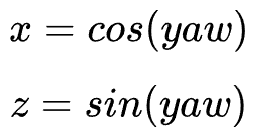 x = cos(yaw)
z = sin(yaw)